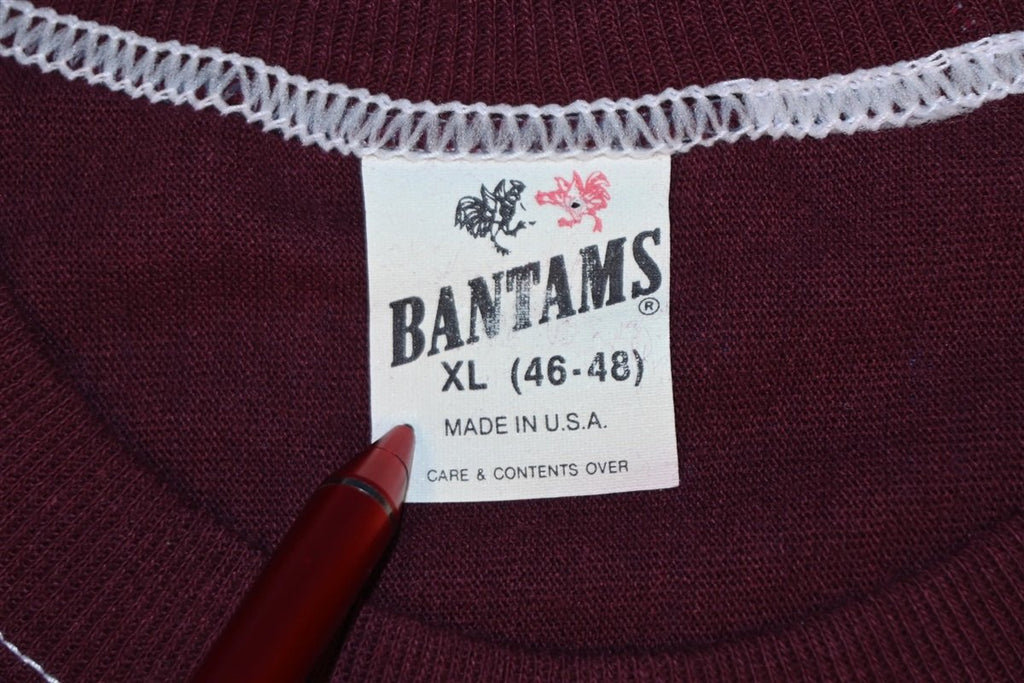 BANTAMS®
XL (46-48)
MADE IN U.S.A.
CARE & CONTENTS OVER